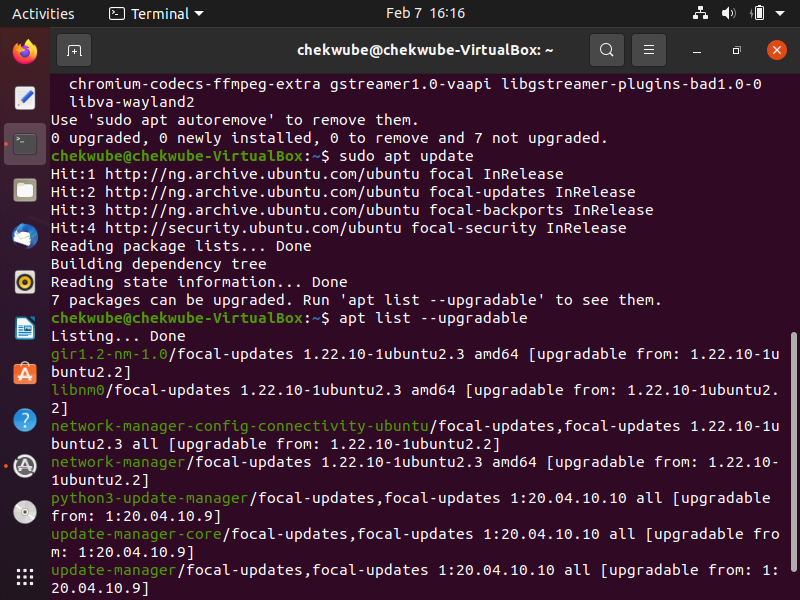 Activities Terminal Feb 7 16:16
chekwube@chekwube-VirtualBox: ~
chromium-codecs-ffmpeg-extra gstreamer1.0-vaapi libgstreamer-plugins-bad1.0-0
libva-wayland2
Use 'sudo apt autoremove' to remove them.
0 upgraded, 0 newly installed, 0 to remove and 7 not upgraded.
chekwube@chekwube-VirtualBox:~$ sudo apt update
Hit:1 http://ng.archive.ubuntu.com/ubuntu focal InRelease
Hit:2 http://ng.archive.ubuntu.com/ubuntu focal-updates InRelease
Hit:3 http://ng.archive.ubuntu.com/ubuntu focal-backports InRelease
Hit:4 http://security.ubuntu.com/ubuntu focal-security InRelease
Reading package lists... Done
Building dependency tree
Reading state information... Done
7 packages can be upgraded. Run 'apt list --upgradable' to see them.
chekwube@chekwube-VirtualBox:~$ apt list --upgradable
Listing... Done
gir1.2-nm-1.0/focal-updates 1.22.10-1ubuntu2.3 amd64 [upgradable from: 1.22.10-1u
buntu2.2]
libnm0/focal-updates 1.22.10-1ubuntu2.3 amd64 [upgradable from: 1.22.10-1ubuntu2.
2]
network-manager-config-connectivity-ubuntu/focal-updates,focal-updates 1.22.10-1u
buntu2.3 all [upgradable from: 1.22.10-1ubuntu2.2]
network-manager/focal-updates 1.22.10-1ubuntu2.3 amd64 [upgradable from: 1.22.10-
1ubuntu2.2]
python3-update-manager/focal-updates,focal-updates 1:20.04.10.10 all [upgradable
from: 1:20.04.10.9]
update-manager-core/focal-updates,focal-updates 1:20.04.10.10 all [upgradable fro
m: 1:20.04.10.9]
update-manager/focal-updates,focal-updates 1:20.04.10.10 all [upgradable from: 1:
20.04.10.9]